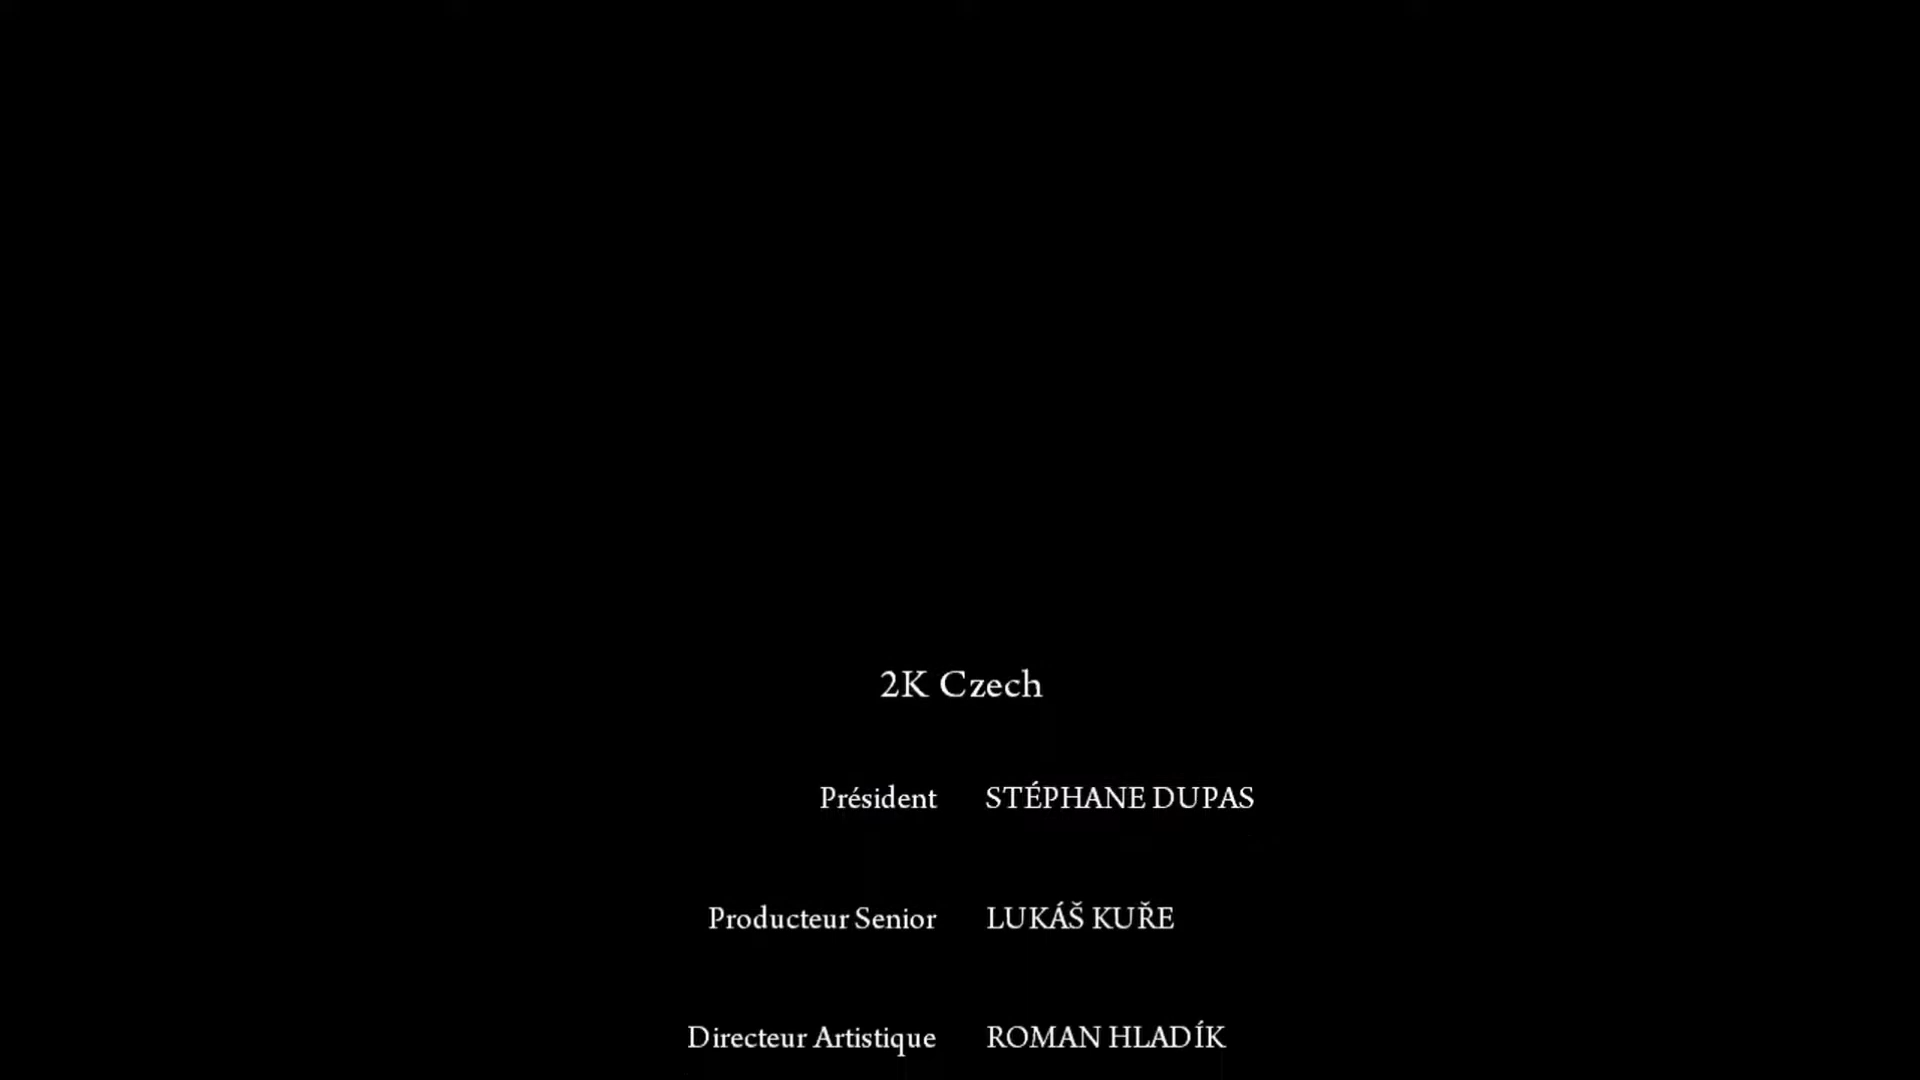 2K Czech
Président STÉPHANE DUPAS
Producteur Senior LUKÁŠ KUŘE
Directeur Artistique ROMAN HLADÍK